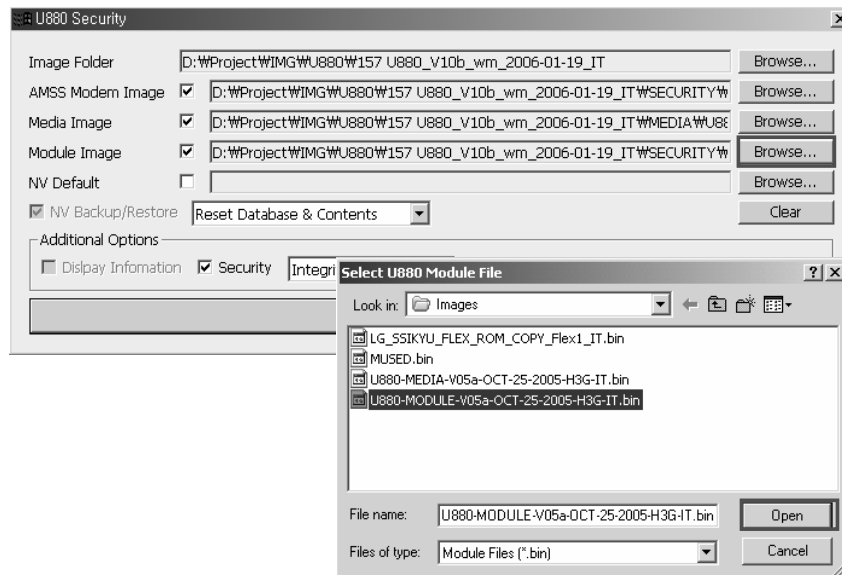 U880 Security
Image Folder D:₩Project₩IMG₩U880₩157 U880_V10b_wm_2006-01-19_IT Browse...
AMSS Modem Image D:₩Project₩IMG₩U880₩157 U880_V10b_wm_2006-01-19_IT₩SECURITY₩ Browse...
Media Image D:₩Project₩IMG₩U880₩157 U880_V10b_wm_2006-01-19_IT₩MEDIA₩U88 Browse...
Module Image D:₩Project₩IMG₩U880₩157 U880_V10b_wm_2006-01-19_IT₩SECURITY₩ Browse...
NV Default Browse...
NV Backup/Restore Reset Database & Contents Clear
Additional Options
Dislpay Infomation Security Integri
Select U880 Module File
Look in: Images
LG_SSIKYU_FLEX_ROM_COPY_Flex1_IT.bin
MUSED.bin
U880-MEDIA-V05a-OCT-25-2005-H3G-IT.bin
U880-MODULE-V05a-OCT-25-2005-H3G-IT.bin
File name: U880-MODULE-V05a-OCT-25-2005-H3G-IT.bin Open
Files of type: Module Files (*.bin) Cancel